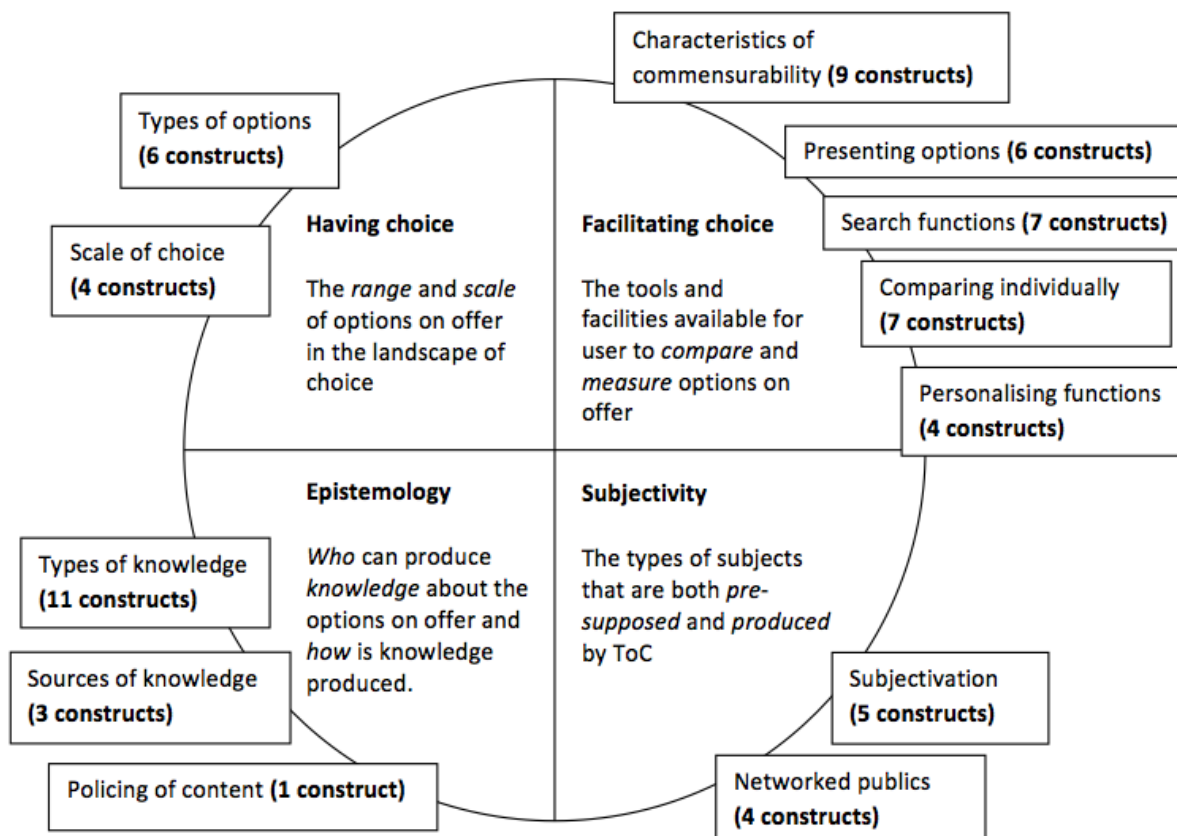 Characteristics of
commensurability (9 constructs)
Types of options
(6 constructs)
Presenting options (6 constructs)
Scale of choice
(4 constructs)
Search functions (7 constructs)
Comparing individually
(7 constructs)
Personalising functions
(4 constructs)
Having choice
The range and scale
of options on offer
in the landscape of
choice
Facilitating choice
The tools and
facilities available for
user to compare and
measure options on
offer
Epistemology
Who can produce
knowledge about the
options on offer and
how is knowledge
produced.
Subjectivity
The types of subjects
that are both pre-
supposed and produced
by ToC
Types of knowledge
(11 constructs)
Sources of knowledge
(3 constructs)
Policing of content (1 construct)
Subjectivation
(5 constructs)
Networked publics
(4 constructs)